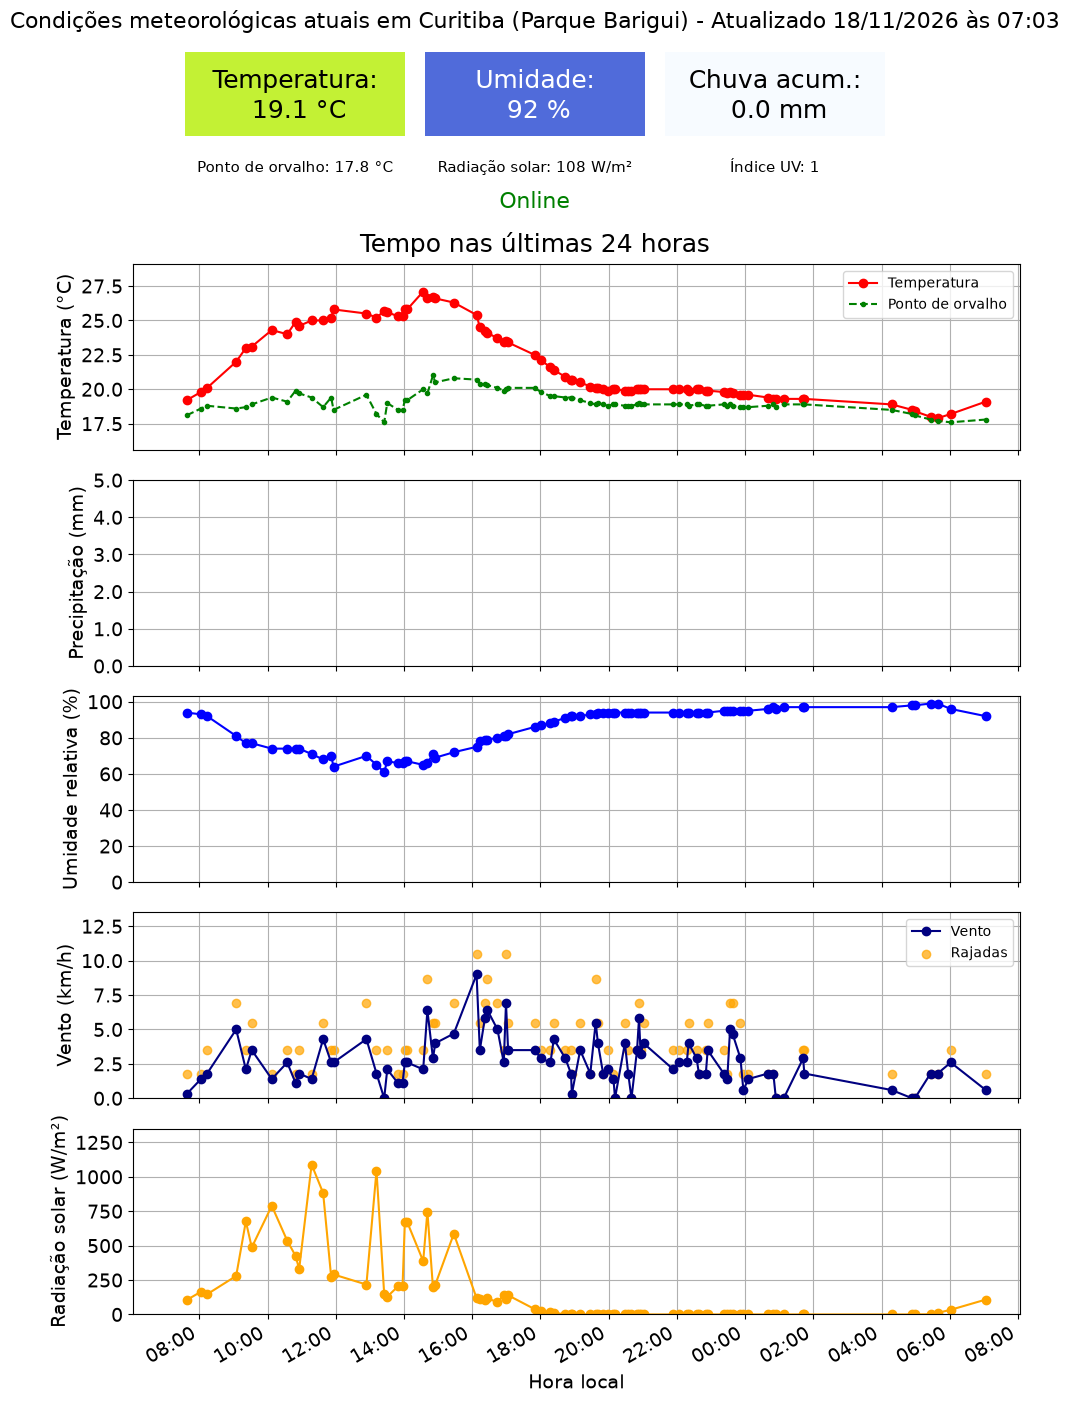 Condições meteorológicas atuais em Curitiba (Parque Barigui) - Atualizado 18/11/2026 às 07:03
Temperatura:
19.1 °C
Umidade:
92 %
Chuva acum.:
0.0 mm
Ponto de orvalho: 17.8 °C
Radiação solar: 108 W/m²
Índice UV: 1
Online
Tempo nas últimas 24 horas
Temperatura (°C)
27.5
25.0
22.5
20.0
17.5
Temperatura
Ponto de orvalho
Precipitação (mm)
5.0
4.0
3.0
2.0
1.0
0.0
Umidade relativa (%)
100
80
60
40
20
0
Vento (km/h)
12.5
10.0
7.5
5.0
2.5
0.0
Vento
Rajadas
Radiação solar (W/m²)
1250
1000
750
500
250
0
08:00
10:00
12:00
14:00
16:00
18:00
20:00
22:00
00:00
02:00
04:00
06:00
08:00
Hora local